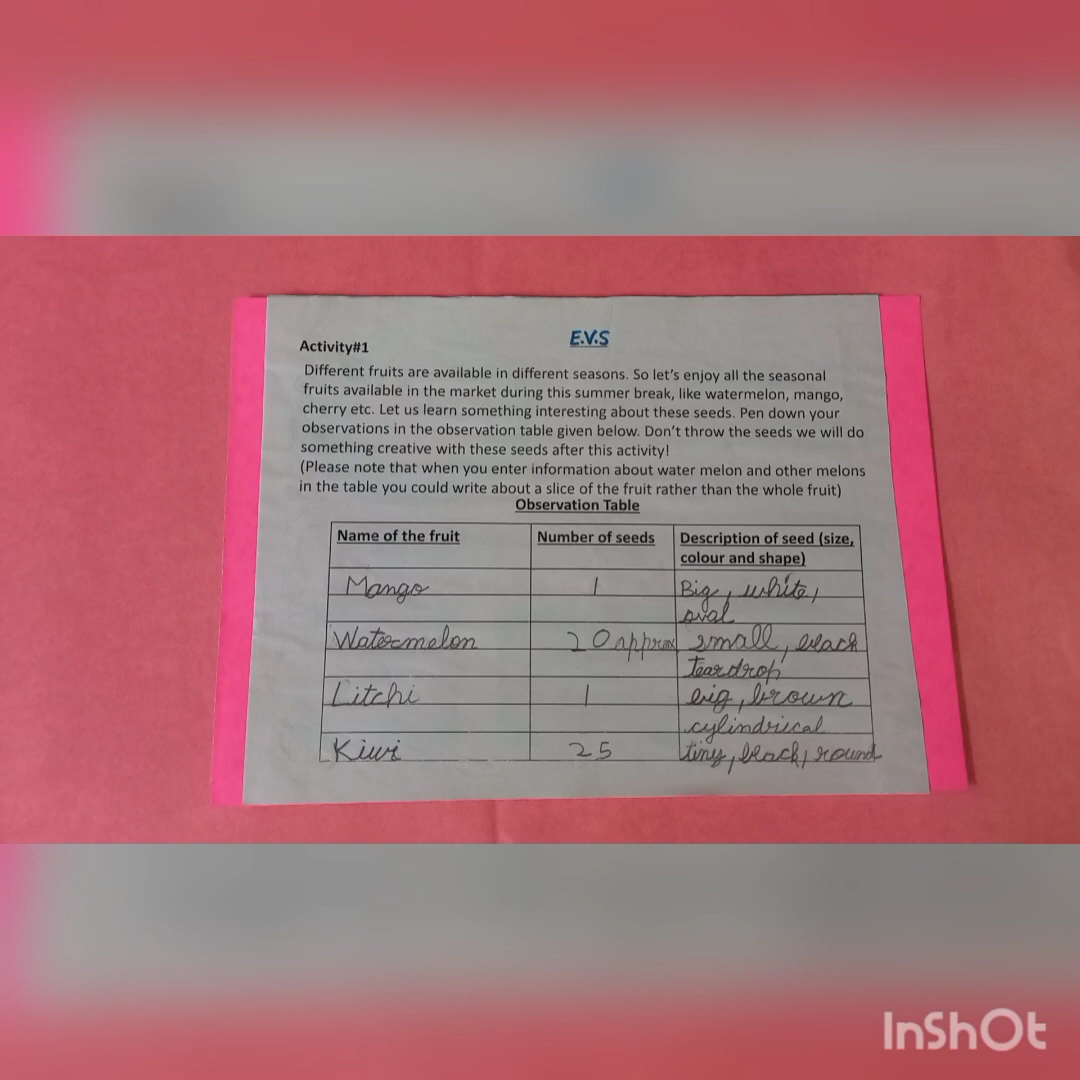 E.V.S
Activity#1
Different fruits are available in different seasons. So let's enjoy all the seasonal
fruits available in the market during this summer break, like watermelon, mango,
cherry etc. Let us learn something interesting about these seeds. Pen down your
observations in the observation table given below. Don't throw the seeds we will do
something creative with these seeds after this activity!
(Please note that when you enter information about water melon and other melons
in the table you could write about a slice of the fruit rather than the whole fruit)
Observation Table
Name of the fruit Number of seeds Description of seed (size,
colour and shape)
Mango 1 Big, white,
oval
Watermelon 20 approx small, black
teardrop
Litchi 1 big, brown
cylindrical
Kiwi 25 tiny, black, round
InShOt